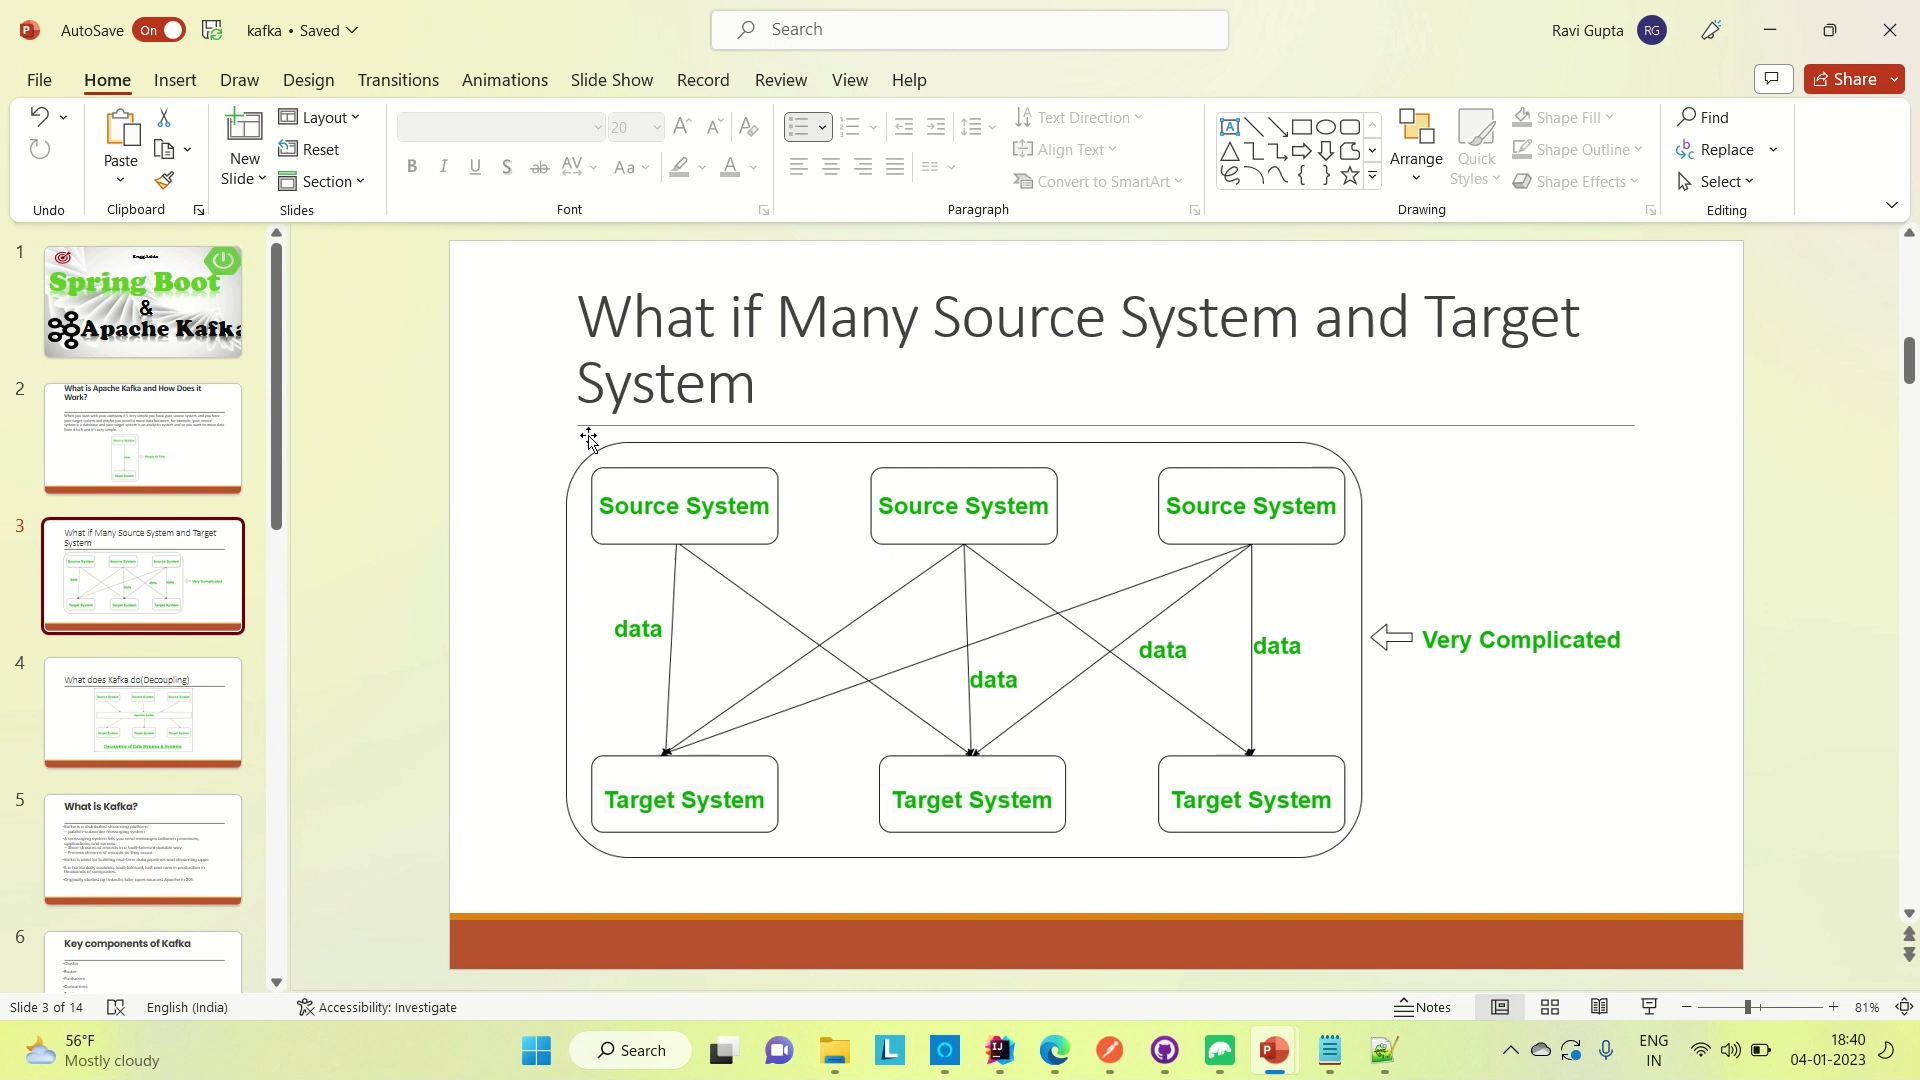 AutoSave On kafka • Saved Search Ravi Gupta RG
File Home Insert Draw Design Transitions Animations Slide Show Record Review View Help Share
Paste New Slide Layout Reset Section 20 Text Direction Align Text Convert to SmartArt Arrange Quick Styles Shape Fill Shape Outline Shape Effects Find Replace Select
Undo Clipboard Slides Font Paragraph Drawing Editing
1
Spring Boot
&
Apache Kafka
2
What is Apache Kafka and How Does it
Work?
3
What if Many Source System and Target
System
4
What does Kafka do(Decoupling)
Decoupling of Data Streams & Systems
5
What is Kafka?
6
Key components of Kafka
What if Many Source System and Target
System
Source System Source System Source System
data data data data
Very Complicated
Target System Target System Target System
Slide 3 of 14 English (India) Accessibility: Investigate Notes 81%
56°F
Mostly cloudy
Search
ENG
IN
18:40
04-01-2023